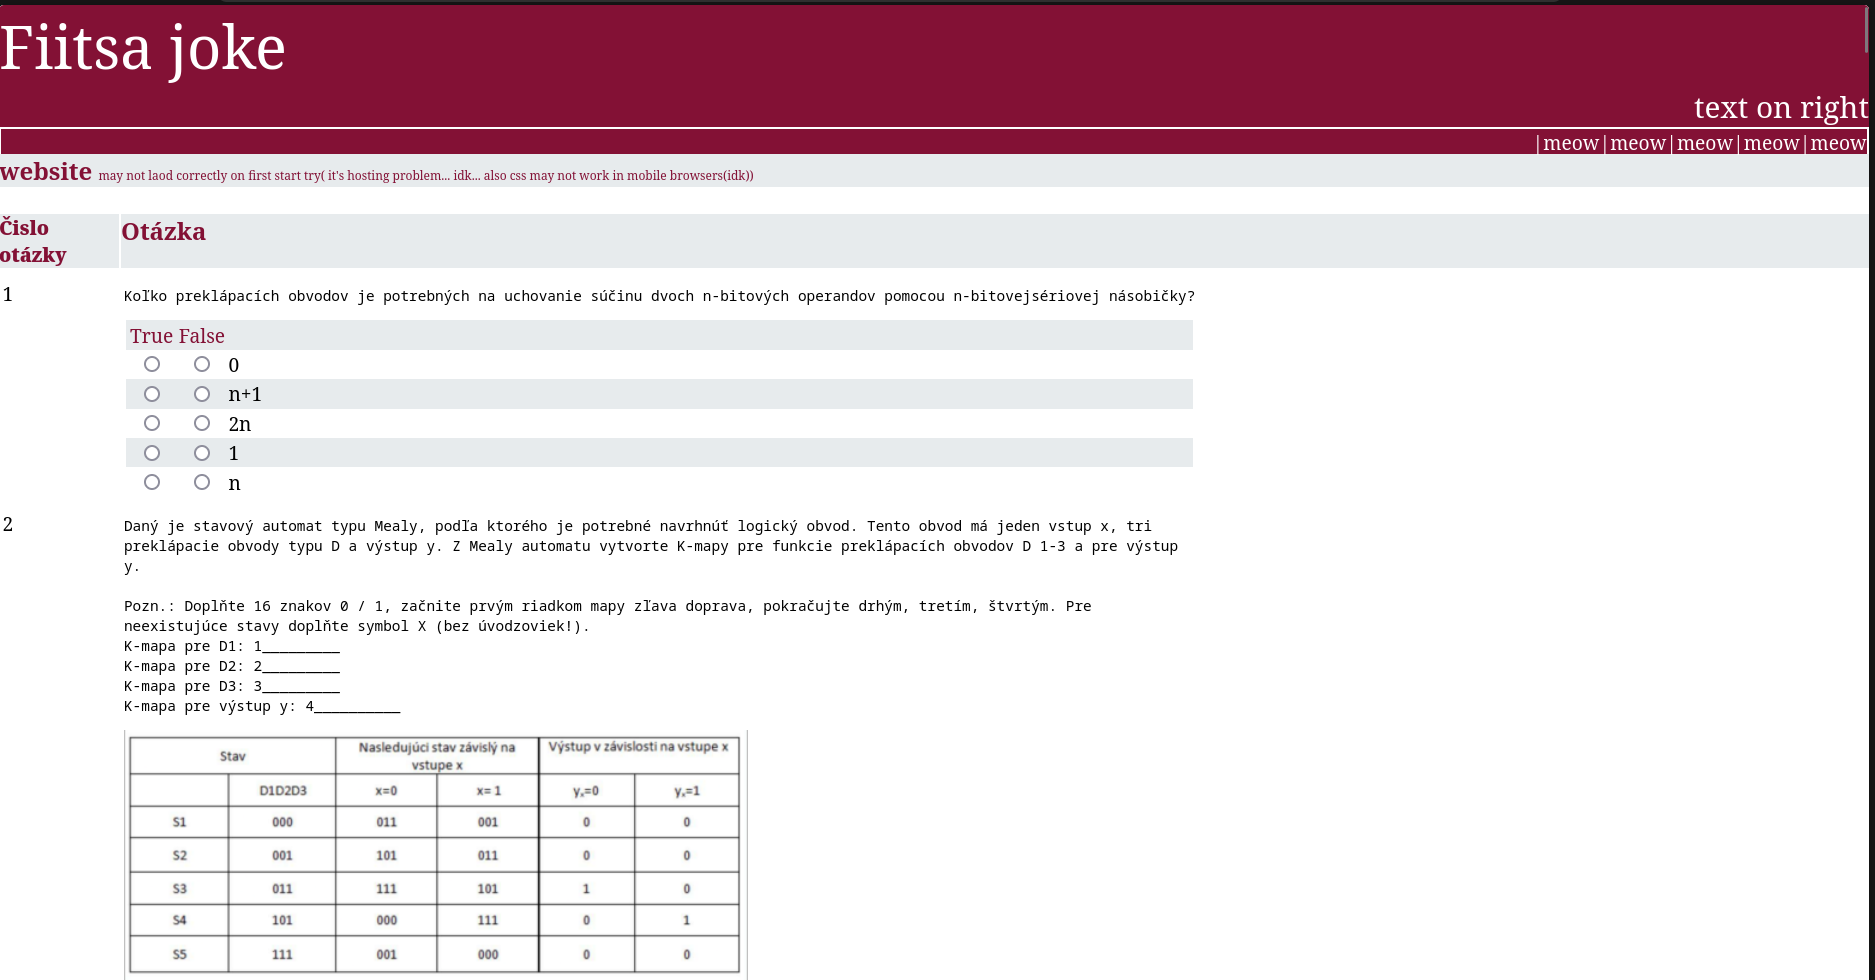 Fiitsa joke
text on right
|meow|meow|meow|meow|meow
website may not laod correctly on first start try( it's hosting problem... idk... also css may not work in mobile browsers(idk))
Čislo
otázky
Otázka
1
Koľko preklápacích obvodov je potrebných na uchovanie súčinu dvoch n-bitových operandov pomocou n-bitovejsériovej násobičky?
True False
0
n+1
2n
1
n
2
Daný je stavový automat typu Mealy, podľa ktorého je potrebné navrhnúť logický obvod. Tento obvod má jeden vstup x, tri
preklápacie obvody typu D a výstup y. Z Mealy automatu vytvorte K-mapy pre funkcie preklápacích obvodov D 1-3 a pre výstup
y.
Pozn.: Doplňte 16 znakov 0 / 1, začnite prvým riadkom mapy zľava doprava, pokračujte drhým, tretím, štvrtým. Pre
neexistujúce stavy doplňte symbol X (bez úvodzoviek!).
K-mapa pre D1: 1_________
K-mapa pre D2: 2_________
K-mapa pre D3: 3_________
K-mapa pre výstup y: 4__________
Stav
Nasledujúci stav závislý na
vstupe x
Výstup v závislosti na vstupe x
D1D2D3 x=0 x= 1 yₓ=0 yₓ=1
S1 000 011 001 0 0
S2 001 101 011 0 0
S3 011 111 101 1 0
S4 101 000 111 0 1
S5 111 001 000 0 0